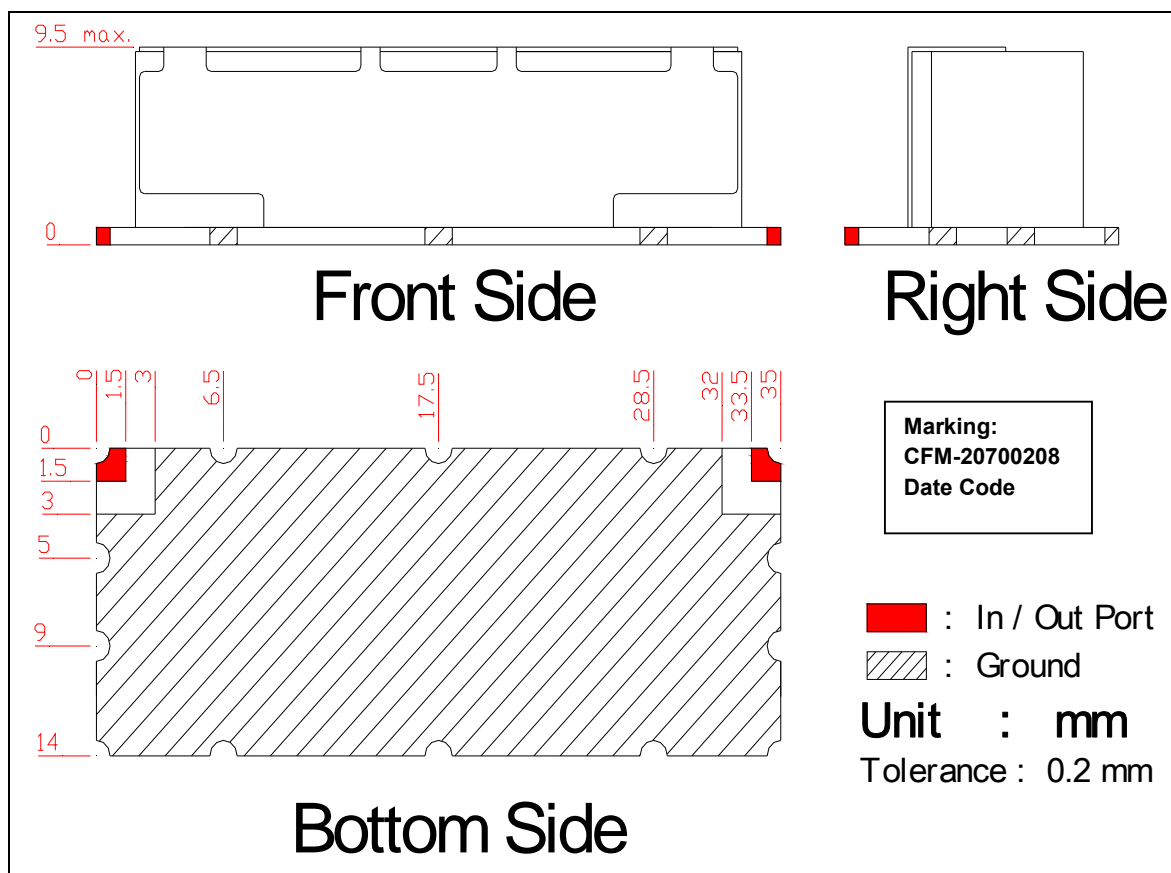 9.5 max.
0
Front Side
Right Side
0 1.5 3 6.5 17.5 28.5 32 33.5 35
0
1.5
3
5
9
14
Bottom Side
Marking:
CFM-20700208
Date Code
: In / Out Port
: Ground
Unit : mm
Tolerance : 0.2 mm